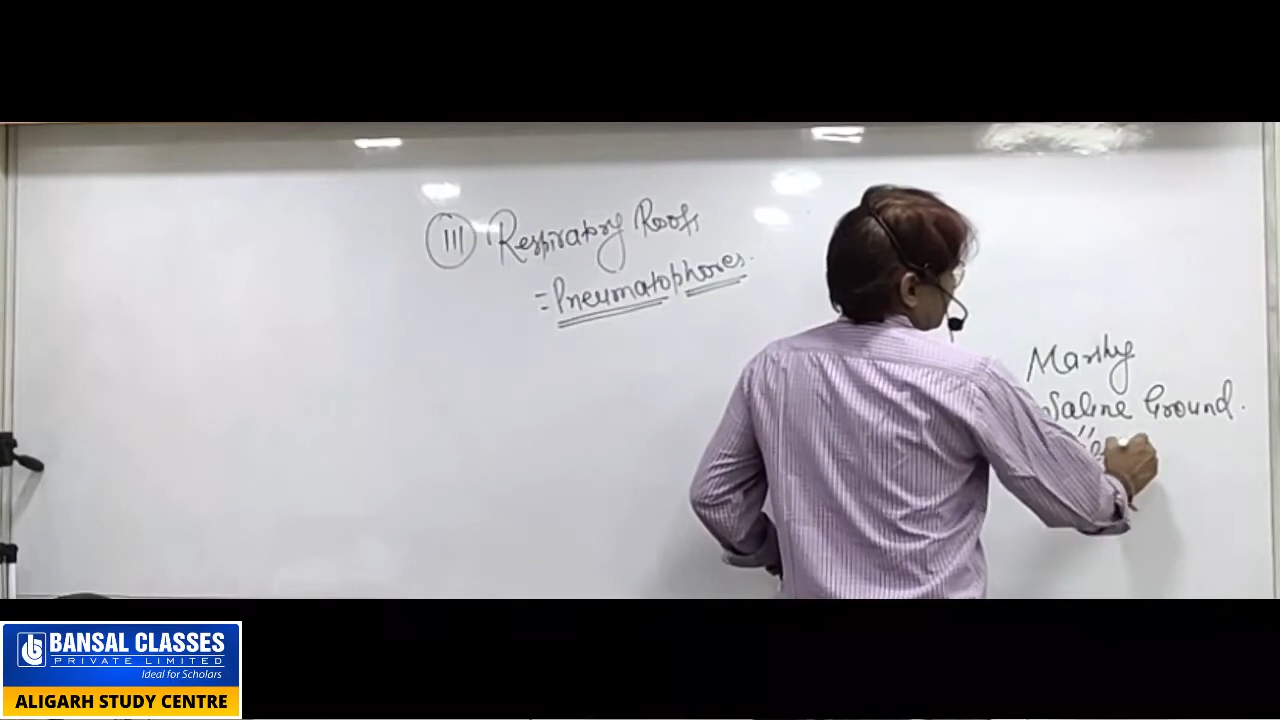 (iii) Respiratory Roots
= Pneumatophores.
Marshy
Saline Ground.
BANSAL CLASSES
PRIVATE LIMITED
Ideal for Scholars
ALIGARH STUDY CENTRE